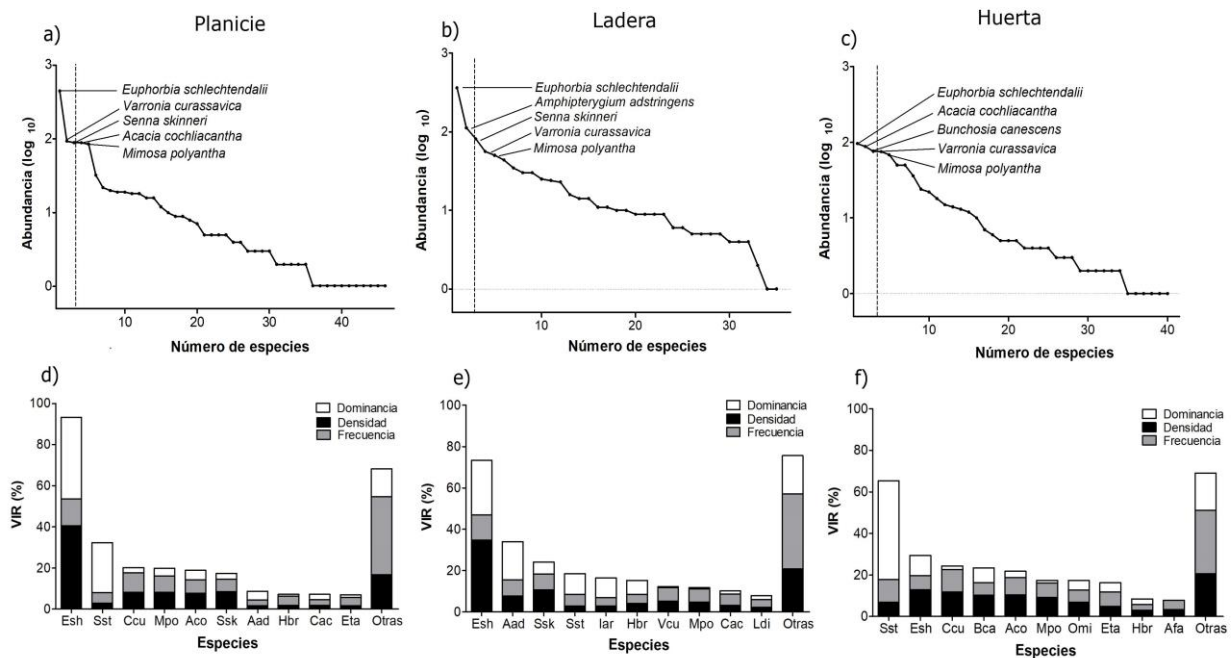 Planicie
a)
Abundancia (log 10)
3
2
1
0
Euphorbia schlechtendalii
Varronia curassavica
Senna skinneri
Acacia cochliacantha
Mimosa polyantha
10 20 30 40
Número de especies
Ladera
b)
Abundancia (log 10)
3
2
1
0
Euphorbia schlechtendalii
Amphipterygium adstringens
Senna skinneri
Varronia curassavica
Mimosa polyantha
10 20 30
Número de especies
Huerta
c)
Abundancia (log 10)
3
2
1
0
Euphorbia schlechtendalii
Acacia cochliacantha
Bunchosia canescens
Varronia curassavica
Mimosa polyantha
10 20 30 40
Número de especies
d)
VIR (%)
100
80
60
40
20
0
Dominancia
Densidad
Frecuencia
Esh Sst Ccu Mpo Aco Ssk Aad Hbr Cac Eta Otras
Especies
e)
VIR (%)
100
80
60
40
20
0
Dominancia
Densidad
Frecuencia
Esh Aad Ssk Sst Iar Hbr Vcu Mpo Cac Ldi Otras
Especies
f)
VIR (%)
100
80
60
40
20
0
Dominancia
Densidad
Frecuencia
Sst Esh Ccu Bca Aco Mpo Omi Eta Hbr Afa Otras
Especies